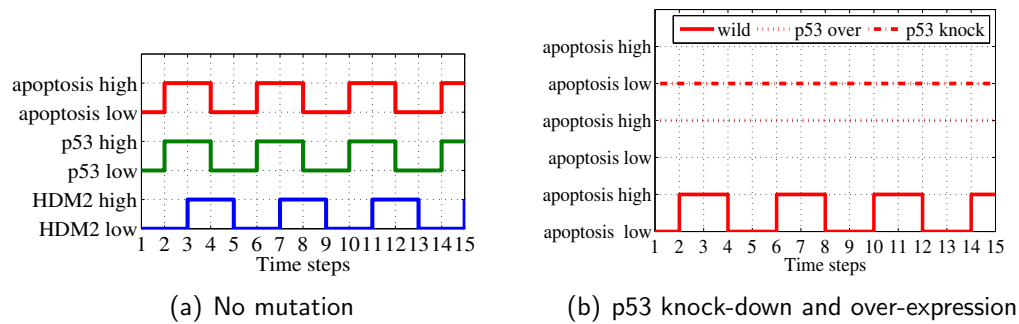 apoptosis high
apoptosis low
p53 high
p53 low
HDM2 high
HDM2 low
1 2 3 4 5 6 7 8 9 10 11 12 13 14 15
Time steps
(a) No mutation
wild p53 over p53 knock
apoptosis high
apoptosis low
apoptosis high
apoptosis low
apoptosis high
apoptosis low
1 2 3 4 5 6 7 8 9 10 11 12 13 14 15
Time steps
(b) p53 knock-down and over-expression